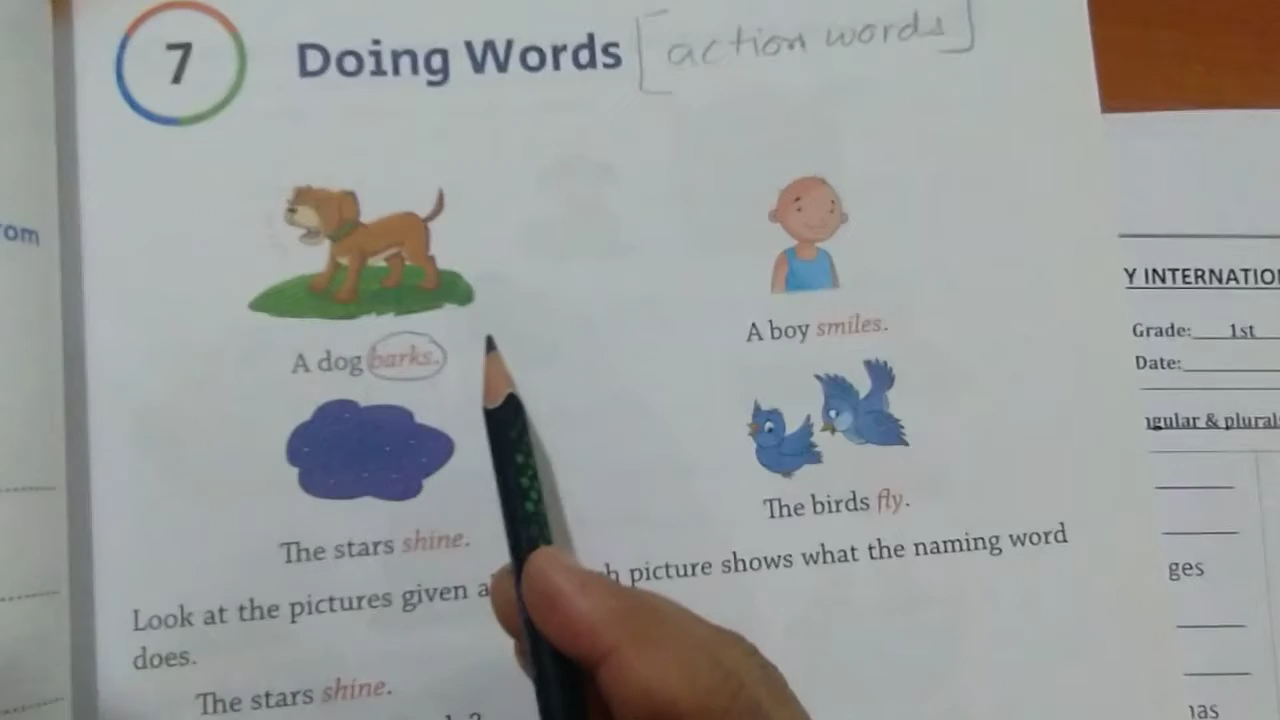 7
Doing Words [action words]
A dog barks.
A boy smiles.
The stars shine.
The birds fly.
Look at the pictures given picture shows what the naming word
does.
The stars shine.
om
Y INTERNATIO
Grade: 1st
Date:
gular & plural
ges